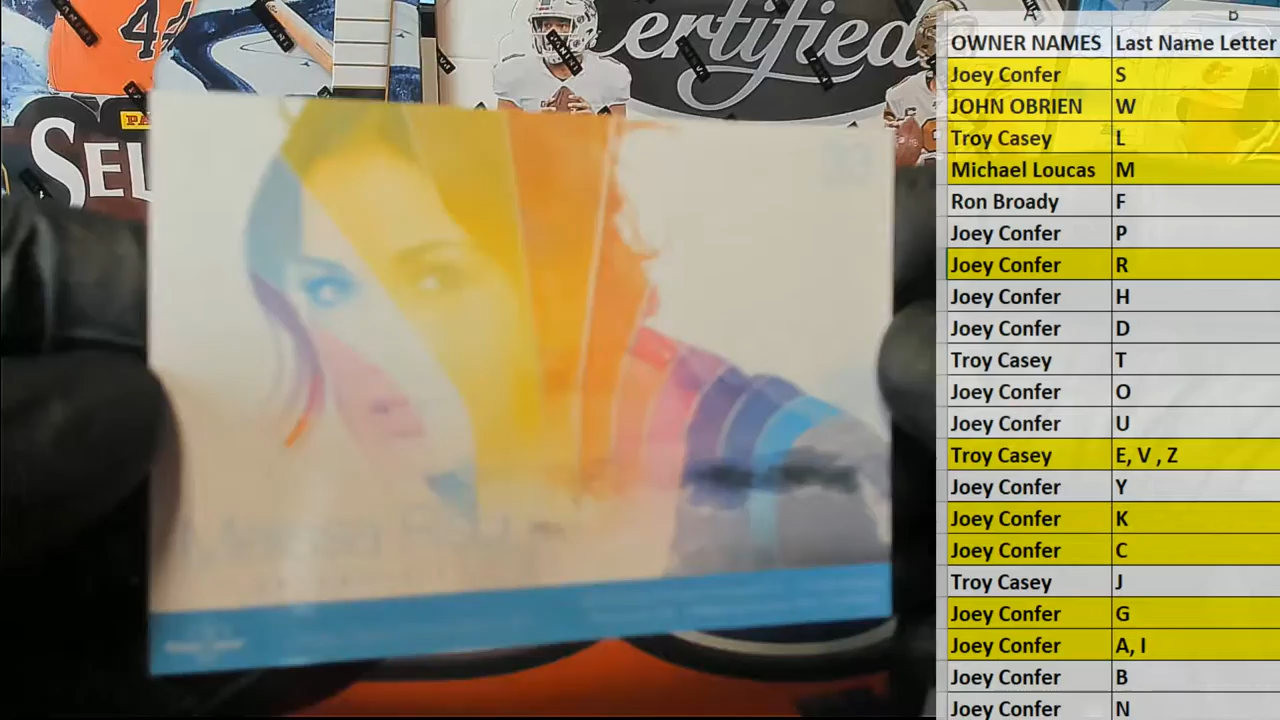 44
PA
SEL
Certified
A
B
OWNER NAMES Last Name Letter
Joey Confer S
JOHN OBRIEN W
Troy Casey L
Michael Loucas M
Ron Broady F
Joey Confer P
Joey Confer R
Joey Confer H
Joey Confer D
Troy Casey T
Joey Confer O
Joey Confer U
Troy Casey E, V , Z
Joey Confer Y
Joey Confer K
Joey Confer C
Troy Casey J
Joey Confer G
Joey Confer A, I
Joey Confer B
Joey Confer N